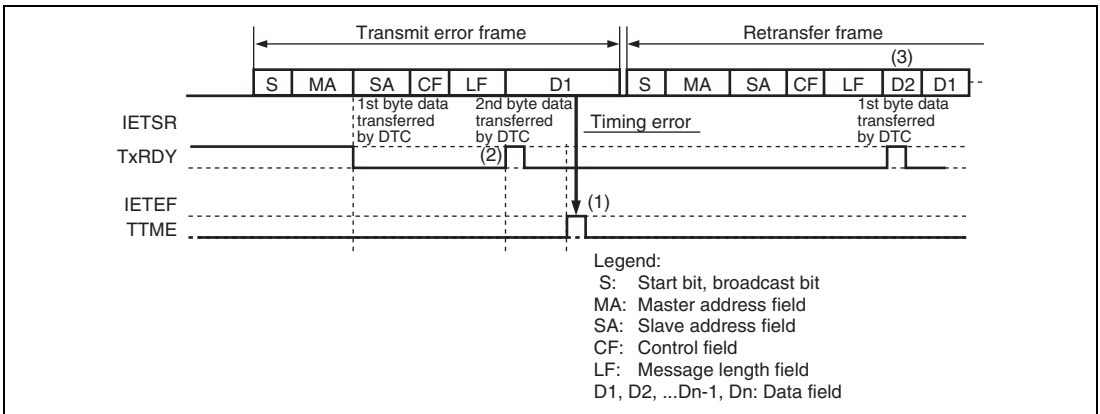 Transmit error frame
Retransfer frame
(3)
S MA SA CF LF D1 S MA SA CF LF D2 D1
1st byte data
transferred
by DTC
2nd byte data
transferred
by DTC
Timing error
1st byte data
transferred
by DTC
IETSR
TxRDY
(2)
IETEF
TTME
(1)
Legend:
S: Start bit, broadcast bit
MA: Master address field
SA: Slave address field
CF: Control field
LF: Message length field
D1, D2, ...Dn-1, Dn: Data field